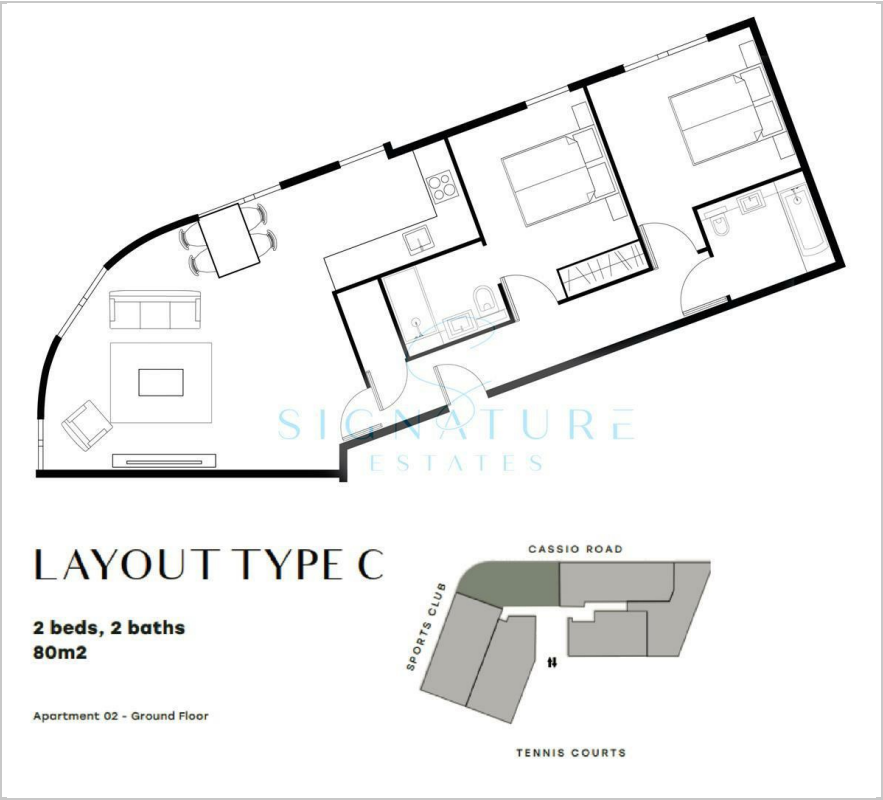 SIGNATURE
ESTATES
LAYOUT TYPE C
2 beds, 2 baths
80m2
Apartment 02 - Ground Floor
CASSIO ROAD
SPORTS CLUB
TENNIS COURTS